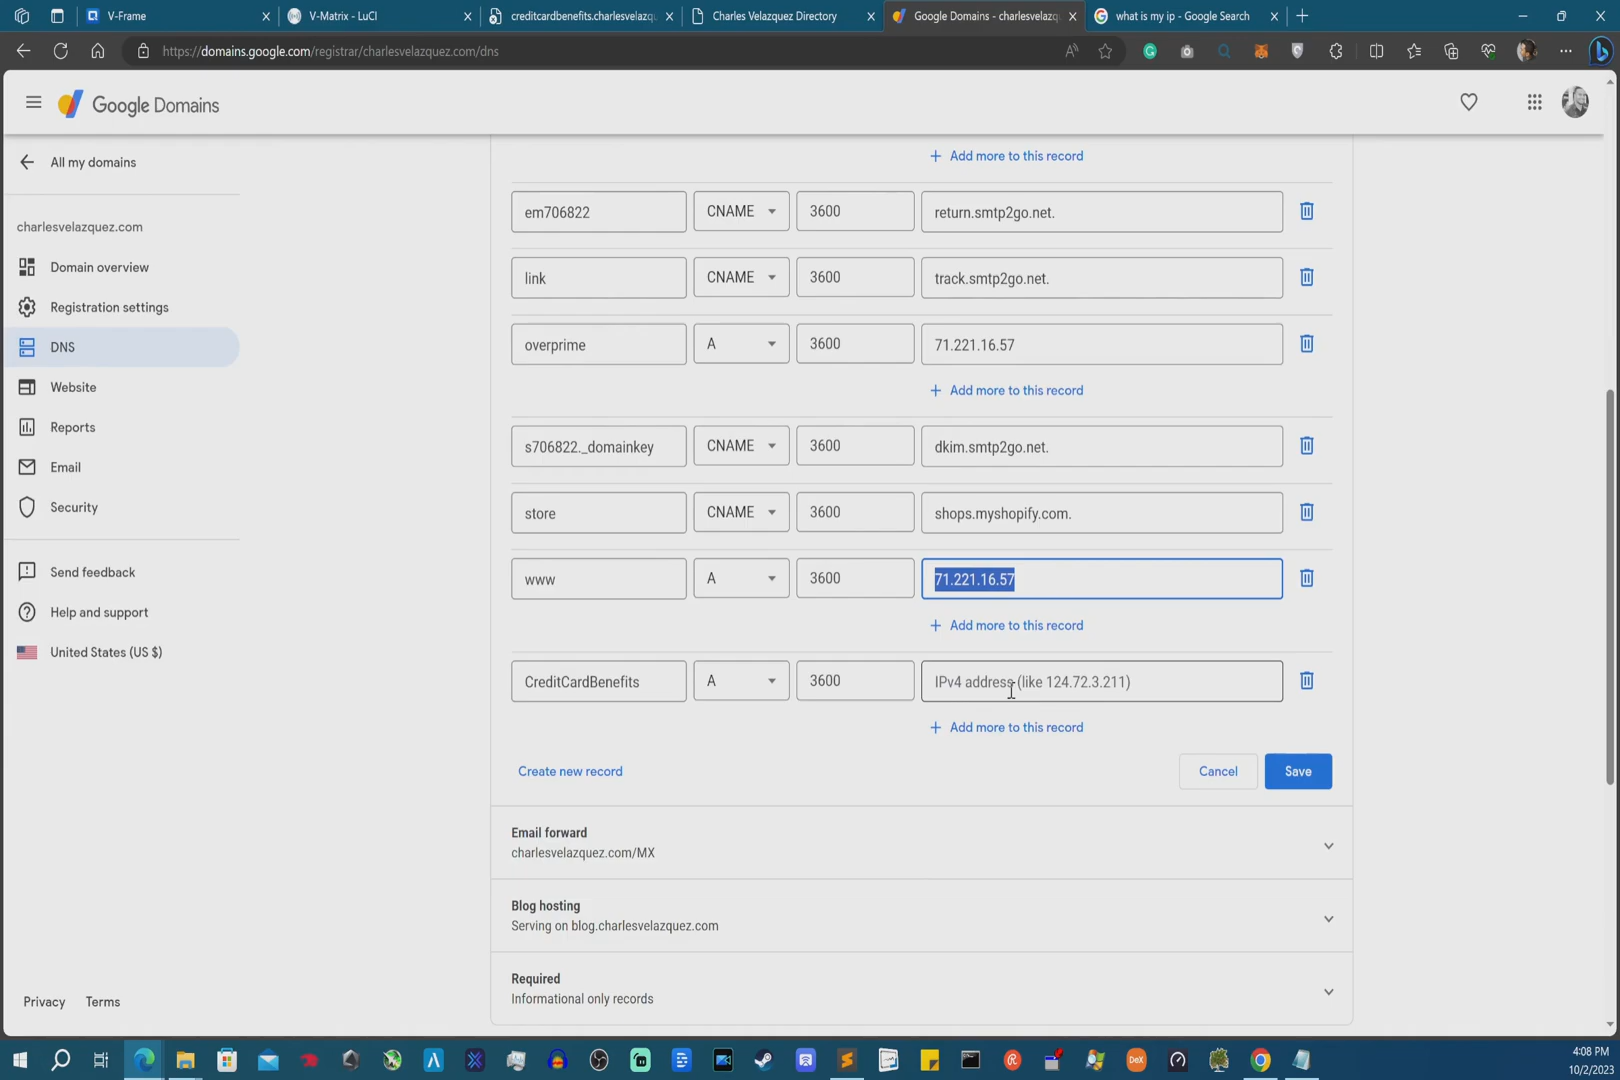 V-Frame
V-Matrix - LuCI
creditcardbenefits.charlesvelazqu
Charles Velazquez Directory
Google Domains - charlesvelazqu
what is my ip - Google Search
https://domains.google.com/registrar/charlesvelazquez.com/dns
Google Domains
All my domains
charlesvelazquez.com
Domain overview
Registration settings
DNS
Website
Reports
Email
Security
Send feedback
Help and support
United States (US $)
Privacy Terms
+ Add more to this record
em706822 CNAME 3600 return.smtp2go.net.
link CNAME 3600 track.smtp2go.net.
overprime A 3600 71.221.16.57
+ Add more to this record
s706822._domainkey CNAME 3600 dkim.smtp2go.net.
store CNAME 3600 shops.myshopify.com.
www A 3600 71.221.16.57
+ Add more to this record
CreditCardBenefits A 3600 IPv4 address (like 124.72.3.211)
+ Add more to this record
Create new record Cancel Save
Email forward
charlesvelazquez.com/MX
Blog hosting
Serving on blog.charlesvelazquez.com
Required
Informational only records
DeX
4:08 PM
10/2/2023